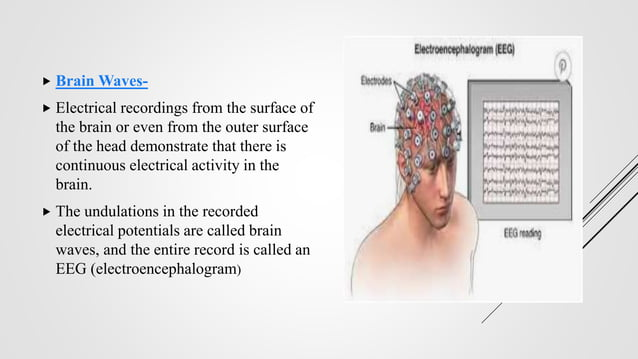 Brain Waves-
Electrical recordings from the surface of
the brain or even from the outer surface
of the head demonstrate that there is
continuous electrical activity in the
brain.
The undulations in the recorded
electrical potentials are called brain
waves, and the entire record is called an
EEG (electroencephalogram)
Electroencephalogram (EEG)
Electrodes
Brain
EEG reading